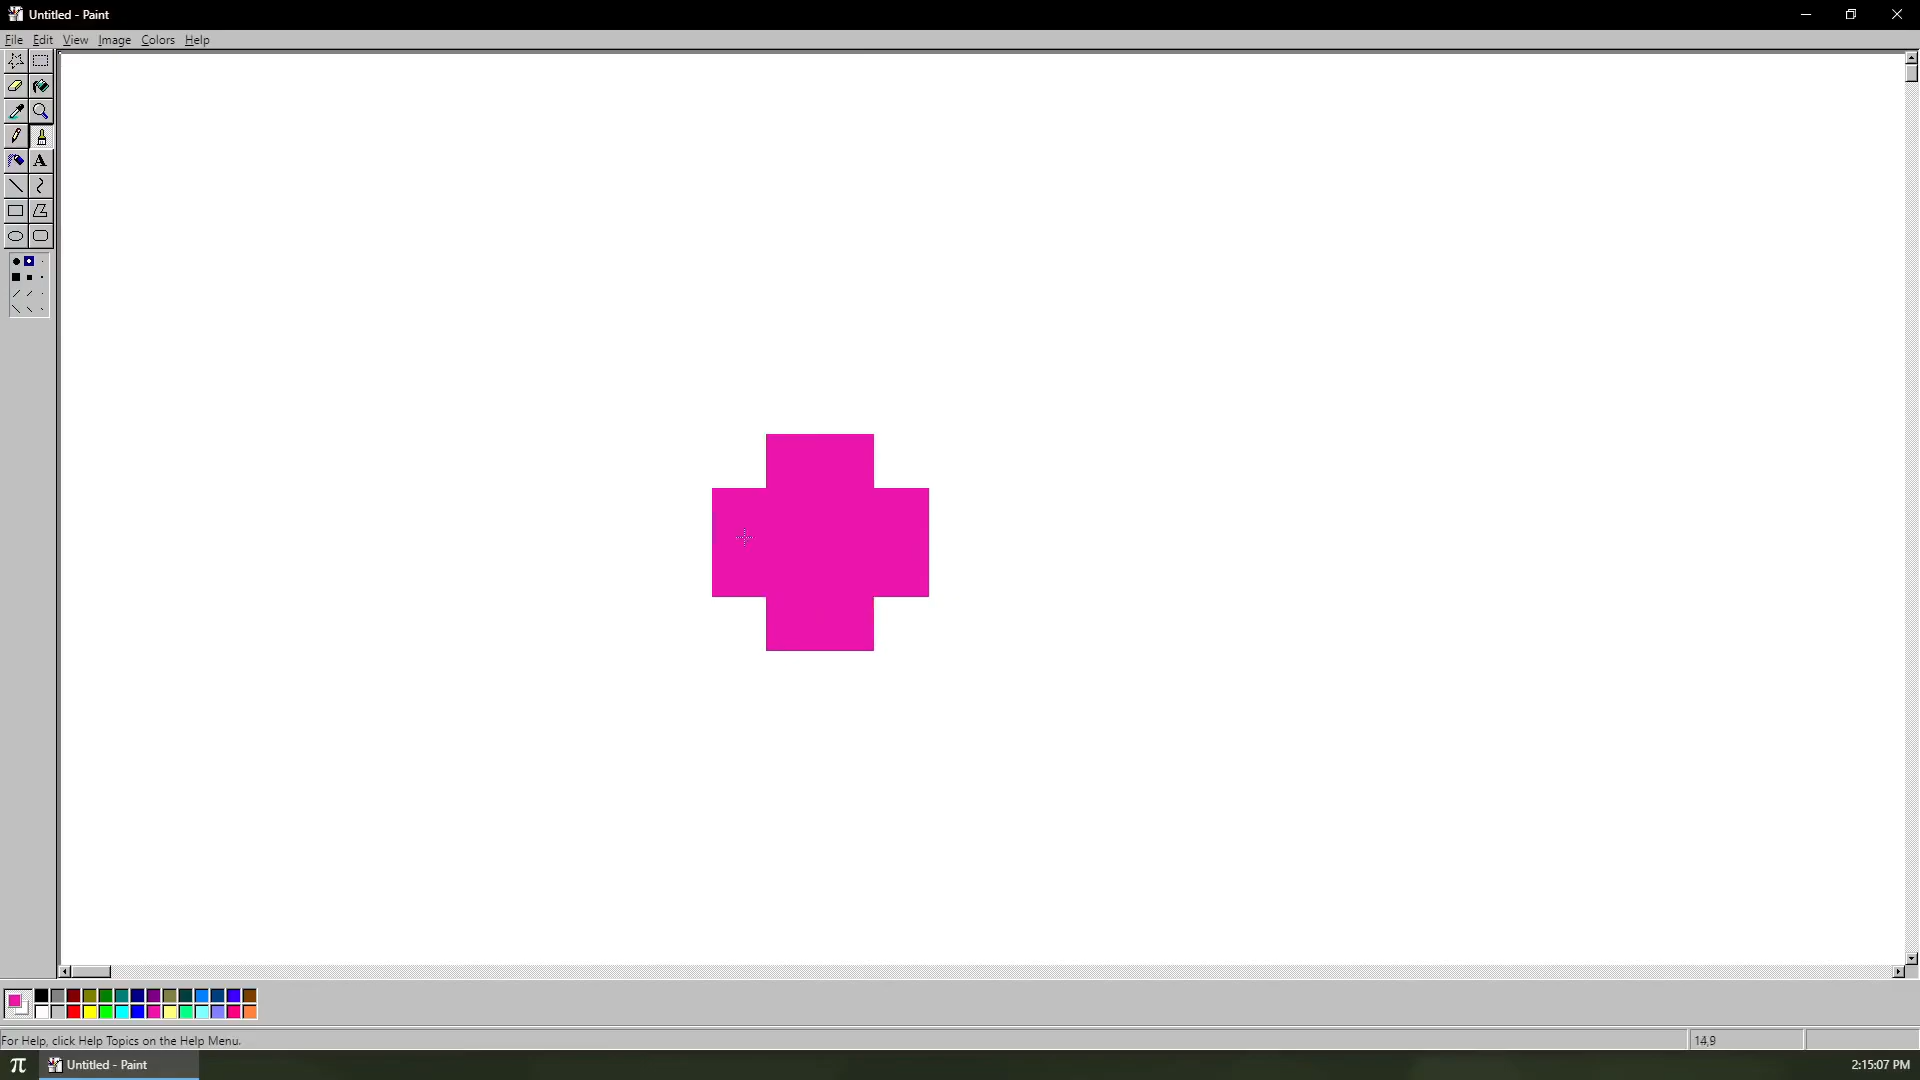 Untitled - Paint
File Edit View Image Colors Help
A
For Help, click Help Topics on the Help Menu.
14,9
π Untitled - Paint
2:15:07 PM